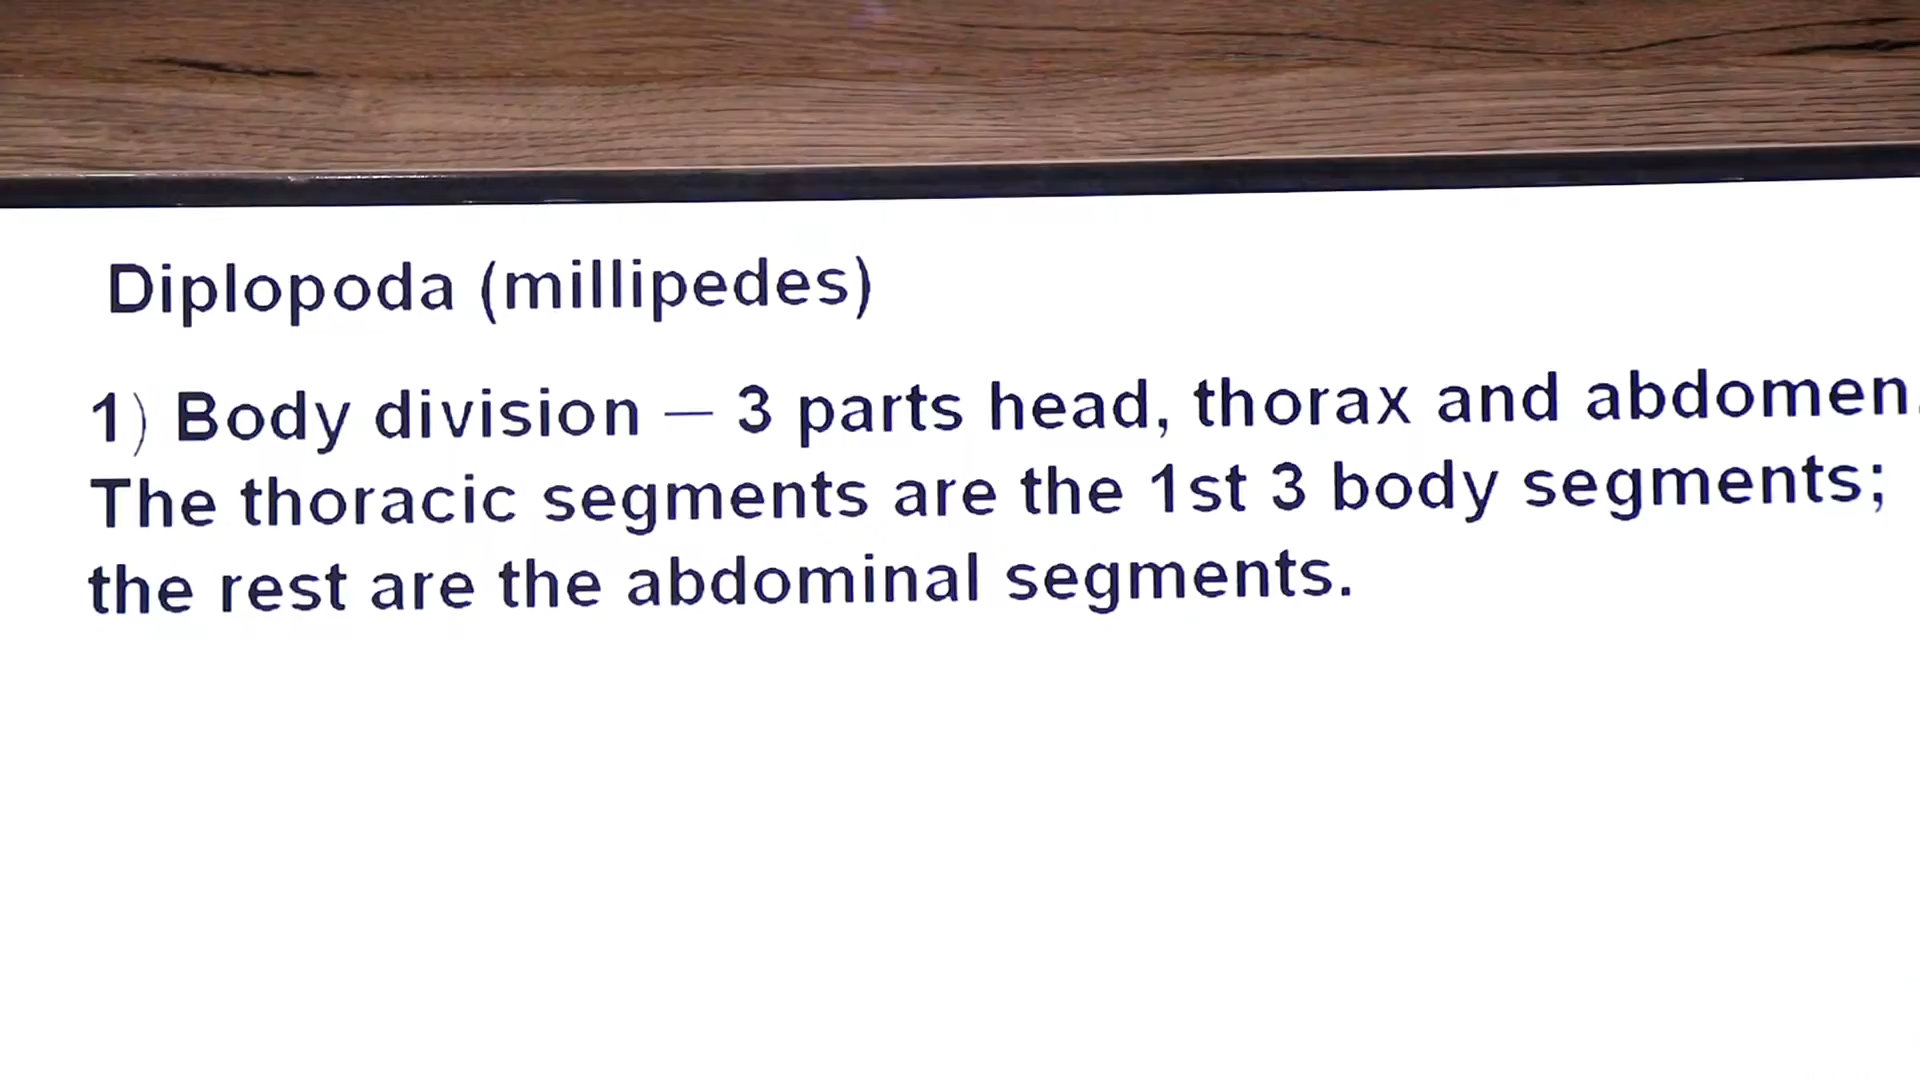 Diplopoda (millipedes)
1) Body division – 3 parts head, thorax and abdomen.
The thoracic segments are the 1st 3 body segments;
the rest are the abdominal segments.